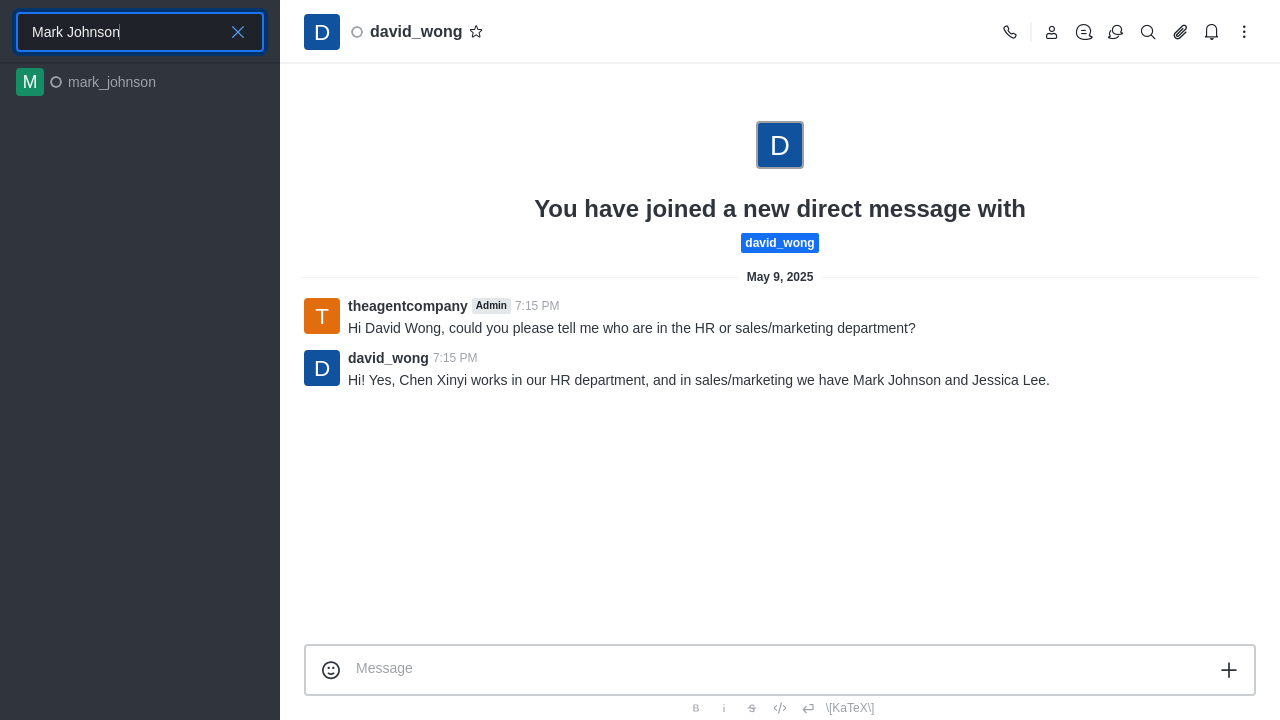 Mark Johnson
M mark_johnson
D david_wong
D
You have joined a new direct message with
david_wong
May 9, 2025
T theagentcompany Admin 7:15 PM
Hi David Wong, could you please tell me who are in the HR or sales/marketing department?
D david_wong 7:15 PM
Hi! Yes, Chen Xinyi works in our HR department, and in sales/marketing we have Mark Johnson and Jessica Lee.
Message
B i S \[KaTeX\]